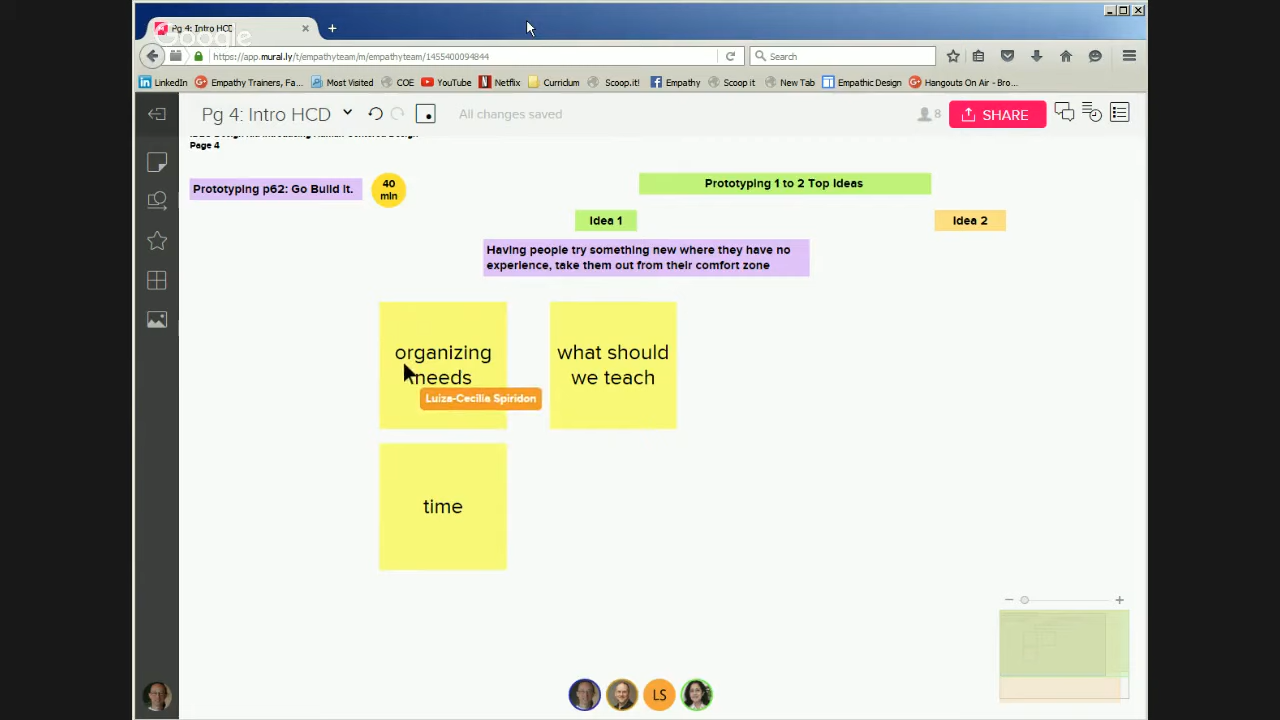 Pg 4: Intro HCD
Google
https://app.mural.ly/t/empathyteam/m/empathyteam/1455400094844
Search
LinkedIn
Empathy Trainers, Fa...
Most Visited
COE
YouTube
Netflix
Curriclum
Scoop.it!
Empathy
Scoop it
New Tab
Empathic Design
Hangouts On Air - Bro...
Pg 4: Intro HCD
All changes saved
8
SHARE
Page 4
Prototyping p62: Go Build it.
40
min
Prototyping 1 to 2 Top Ideas
Idea 1
Idea 2
Having people try something new where they have no
experience, take them out from their comfort zone
organizing
needs
Luiza-Cecilia Spiridon
what should
we teach
time
LS